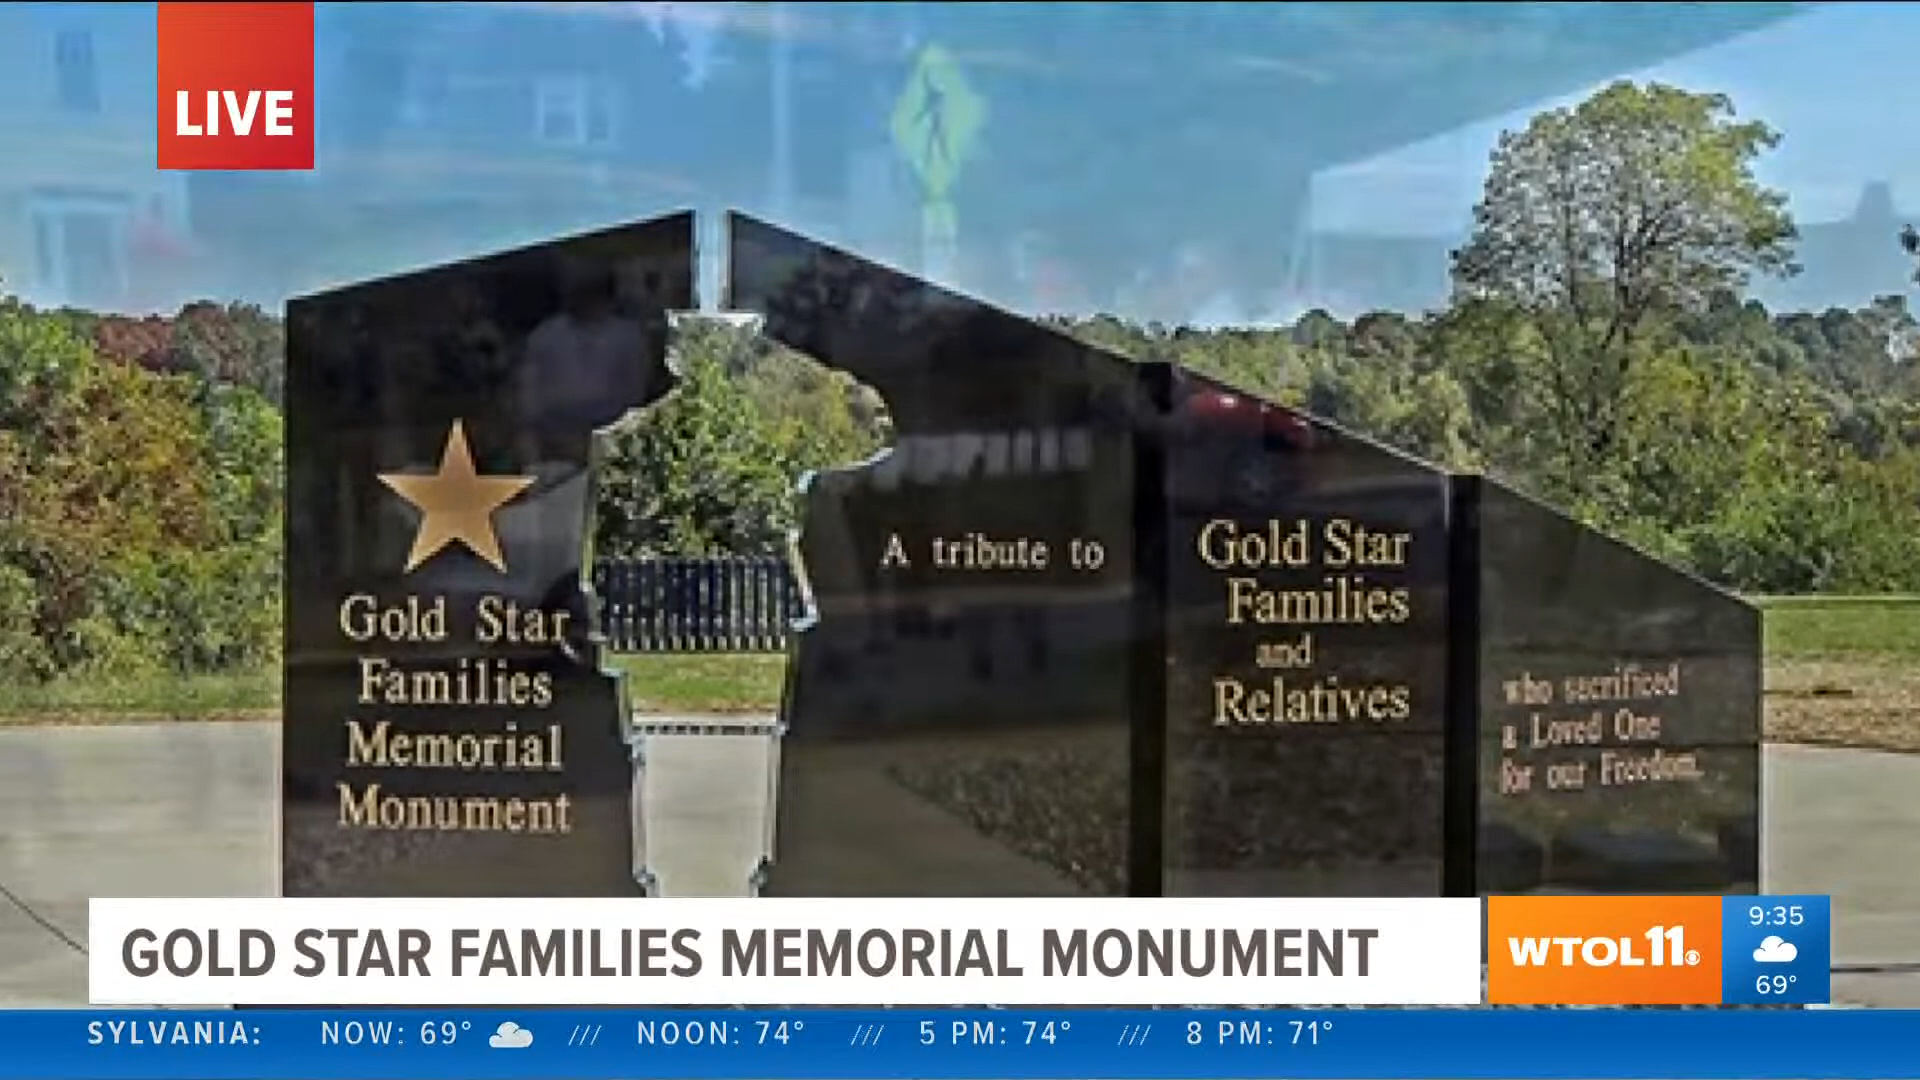 LIVE
Gold Star
Families
Memorial
Monument
A tribute to
Gold Star
Families
and
Relatives
who sacrificed
a Loved One
for our Freedom.
GOLD STAR FAMILIES MEMORIAL MONUMENT
WTOL11
9:35
69°
SYLVANIA: NOW: 69° /// NOON: 74° /// 5 PM: 74° /// 8 PM: 71°